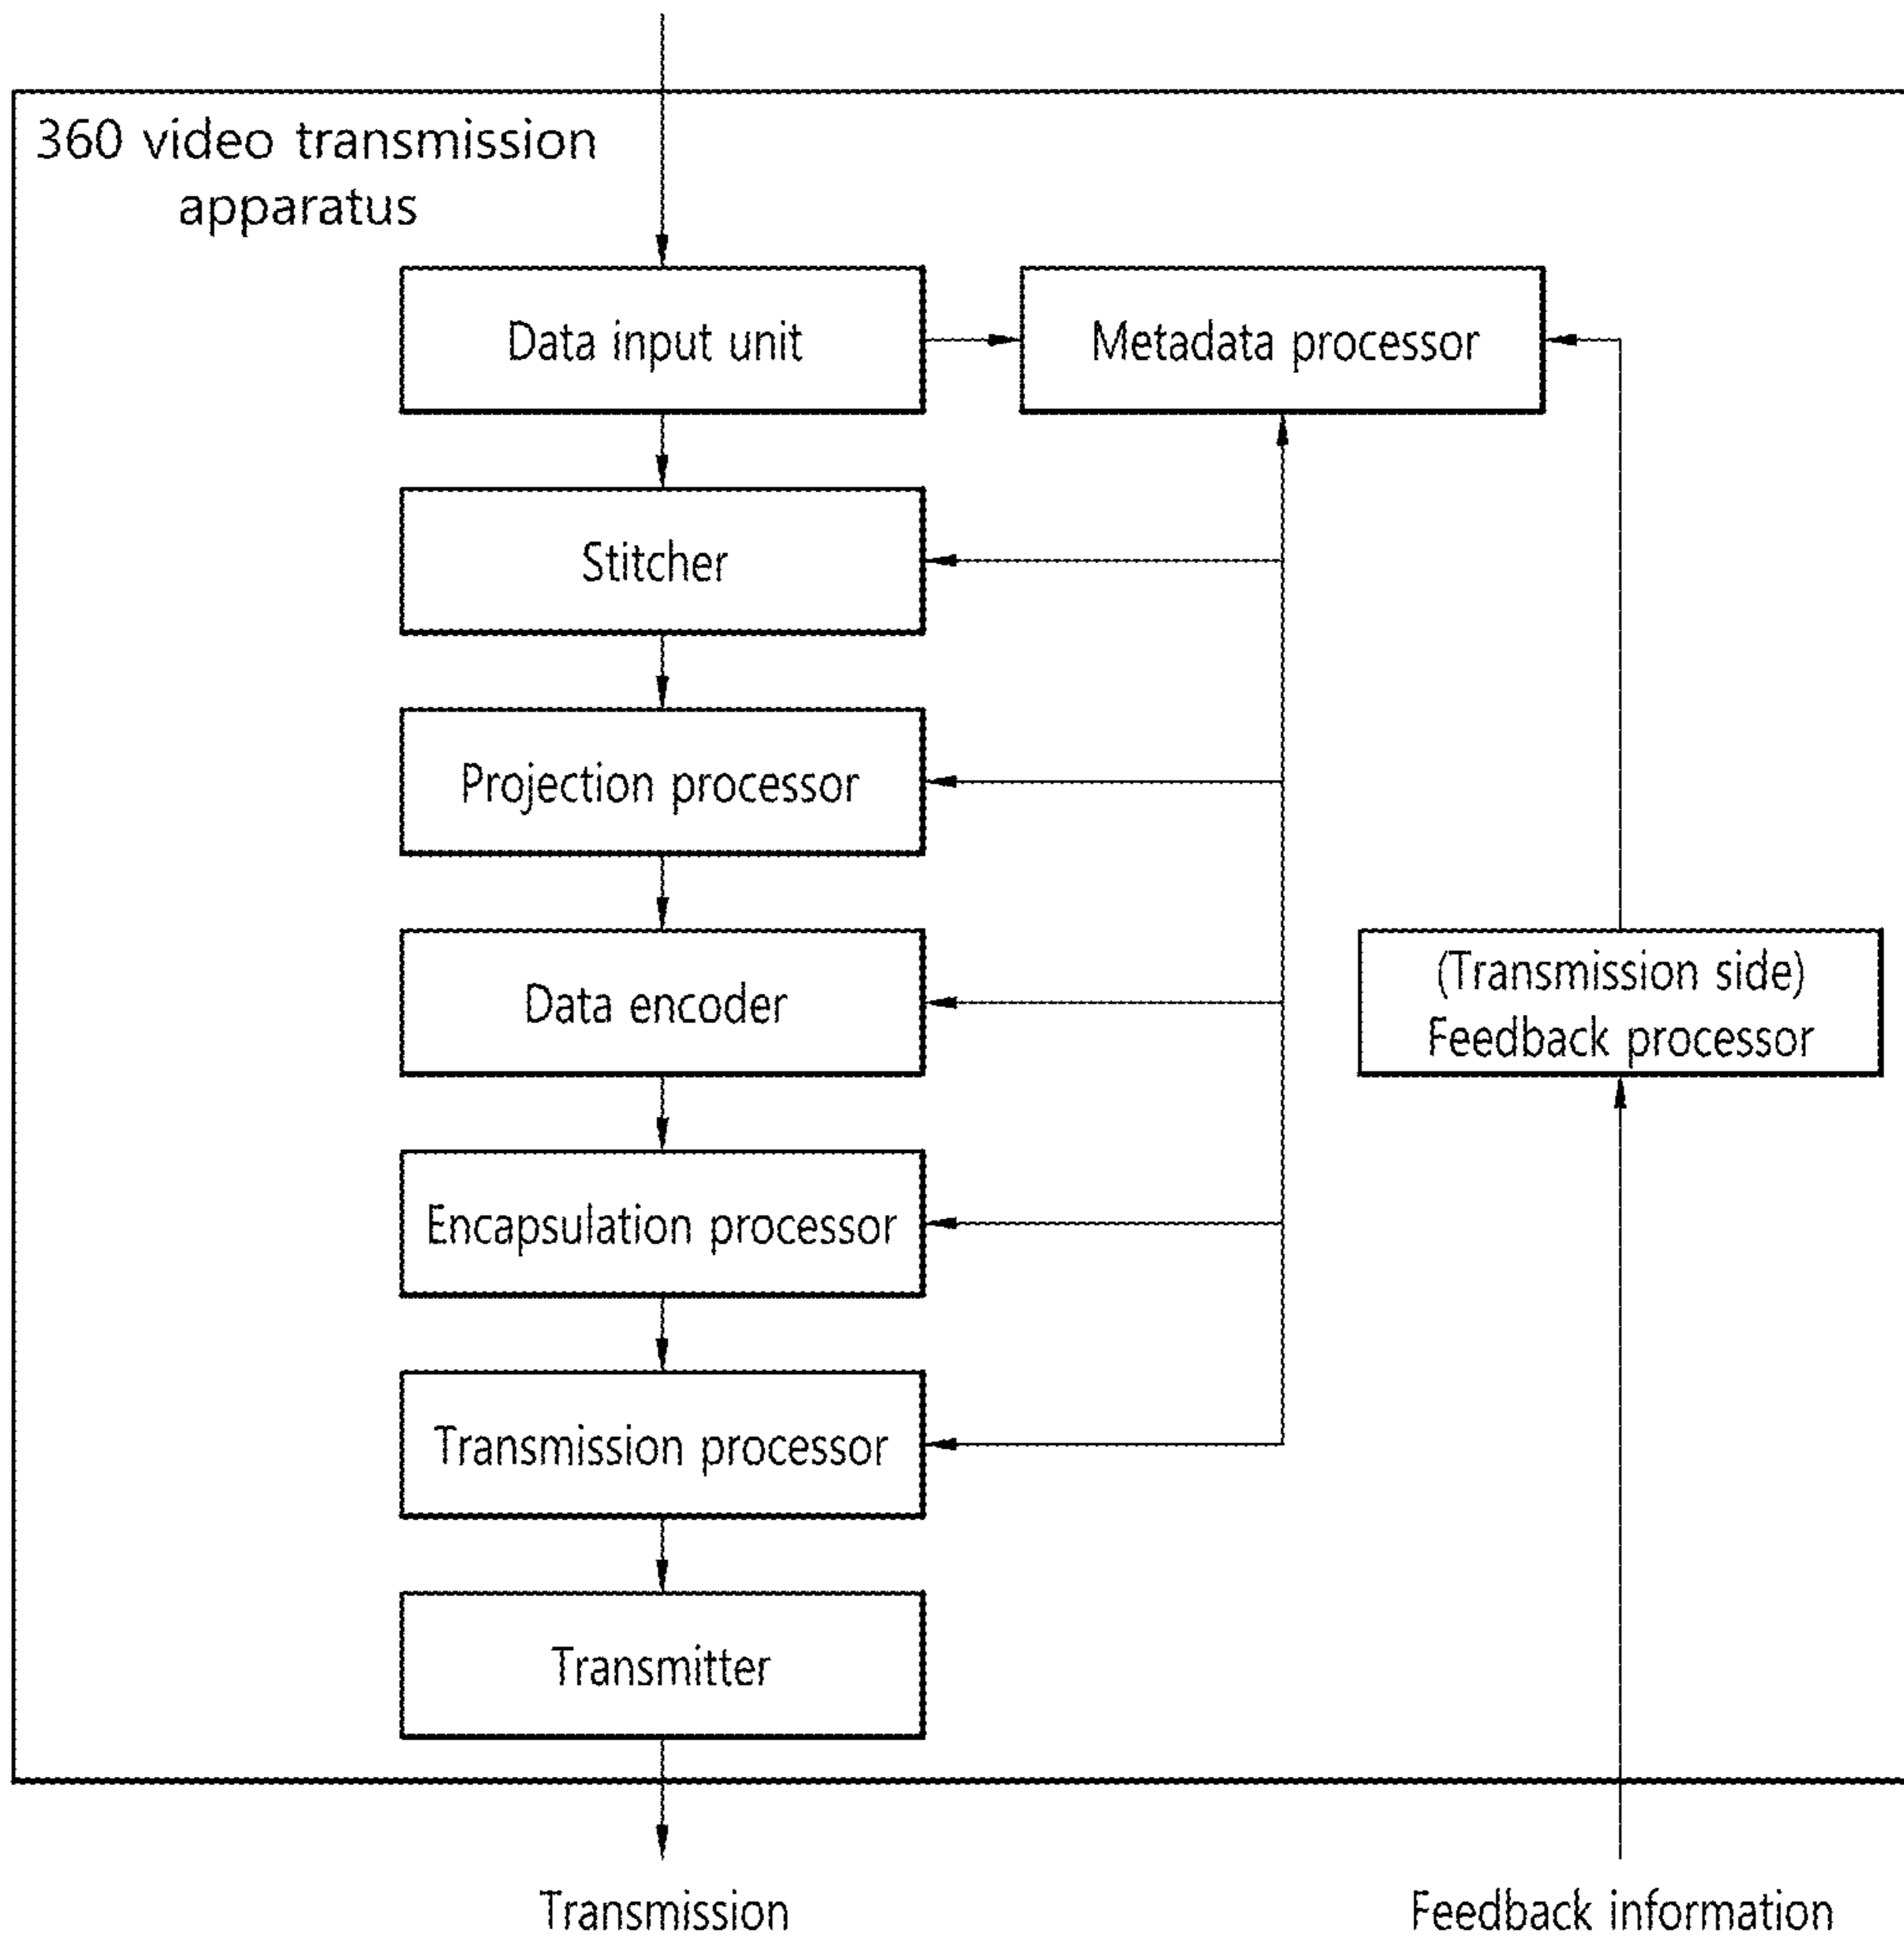 360 video transmission
apparatus
Data input unit
Metadata processor
Stitcher
Projection processor
Data encoder
(Transmission side)
Feedback processor
Encapsulation processor
Transmission processor
Transmitter
Transmission
Feedback information